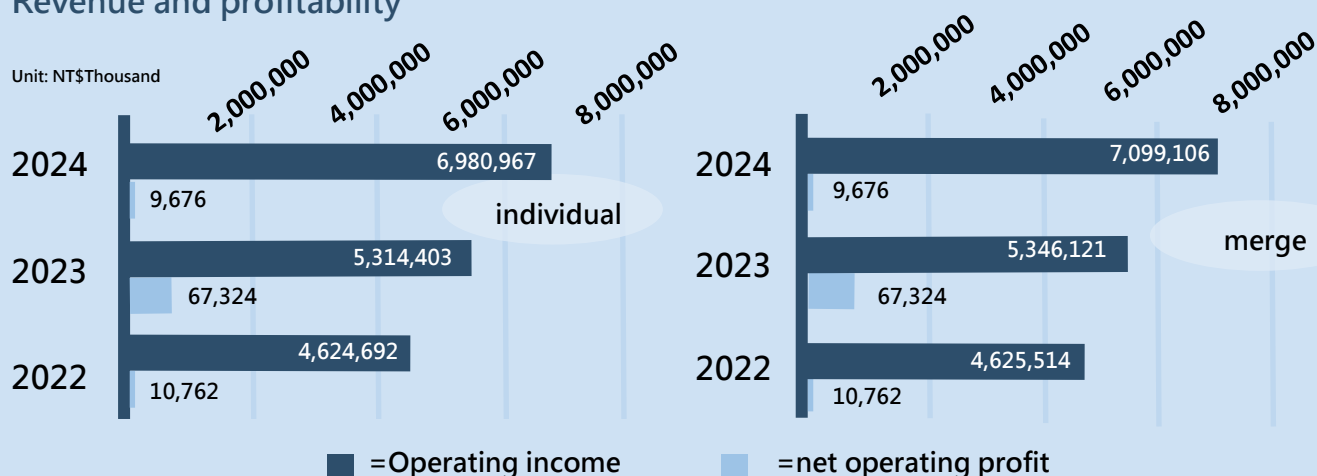 Revenue and profitability
Unit: NT$Thousand
2,000,000 4,000,000 6,000,000 8,000,000
2024 6,980,967
9,676
individual
2023 5,314,403
67,324
2022 4,624,692
10,762
2,000,000 4,000,000 6,000,000 8,000,000
2024 7,099,106
9,676
merge
2023 5,346,121
67,324
2022 4,625,514
10,762
=Operating income =net operating profit